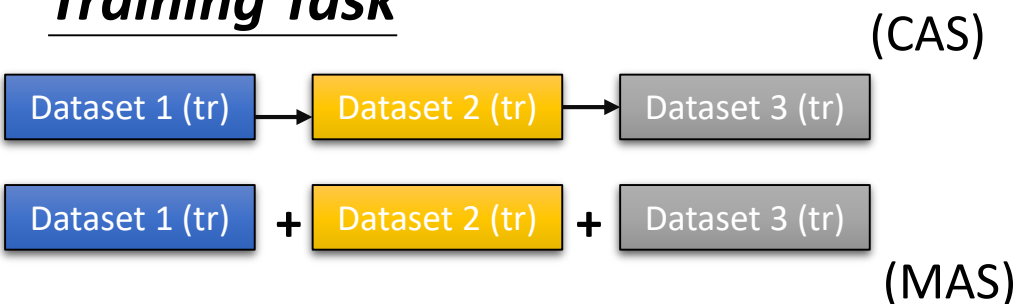 Training Task
(CAS)
Dataset 1 (tr) Dataset 2 (tr) Dataset 3 (tr)
Dataset 1 (tr) + Dataset 2 (tr) + Dataset 3 (tr)
(MAS)